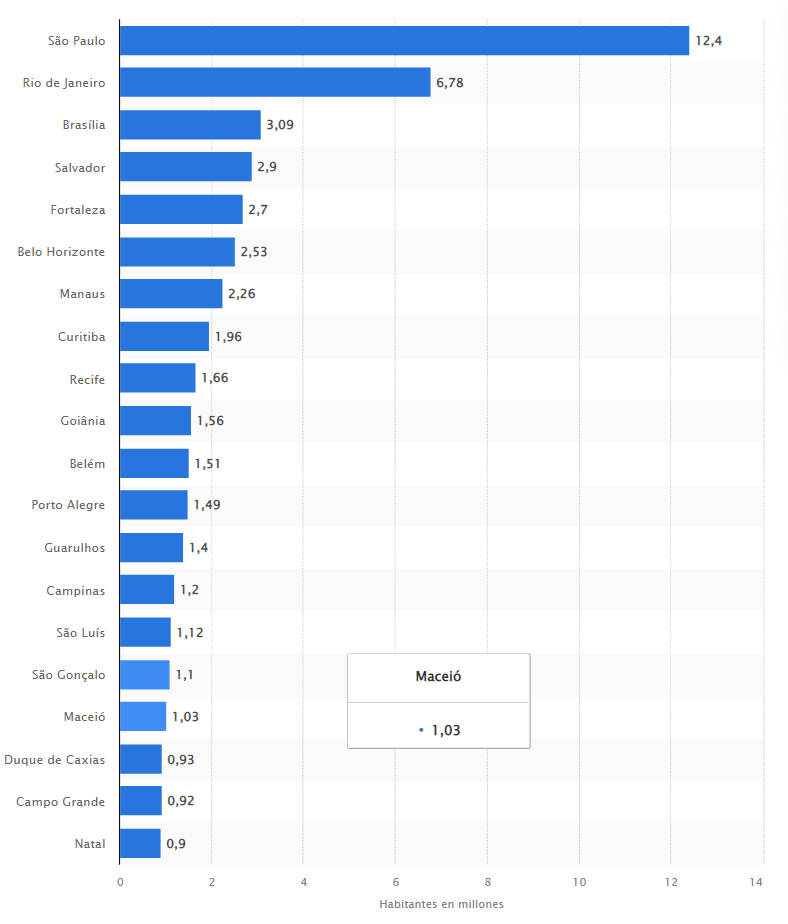 São Paulo 12,4
Rio de Janeiro 6,78
Brasília 3,09
Salvador 2,9
Fortaleza 2,7
Belo Horizonte 2,53
Manaus 2,26
Curitiba 1,96
Recife 1,66
Goiânia 1,56
Belém 1,51
Porto Alegre 1,49
Guarulhos 1,4
Campinas 1,2
São Luís 1,12
São Gonçalo 1,1
Maceió 1,03
Maceió
• 1,03
Duque de Caxias 0,93
Campo Grande 0,92
Natal 0,9
0 2 4 6 8 10 12 14
Habitantes en millones